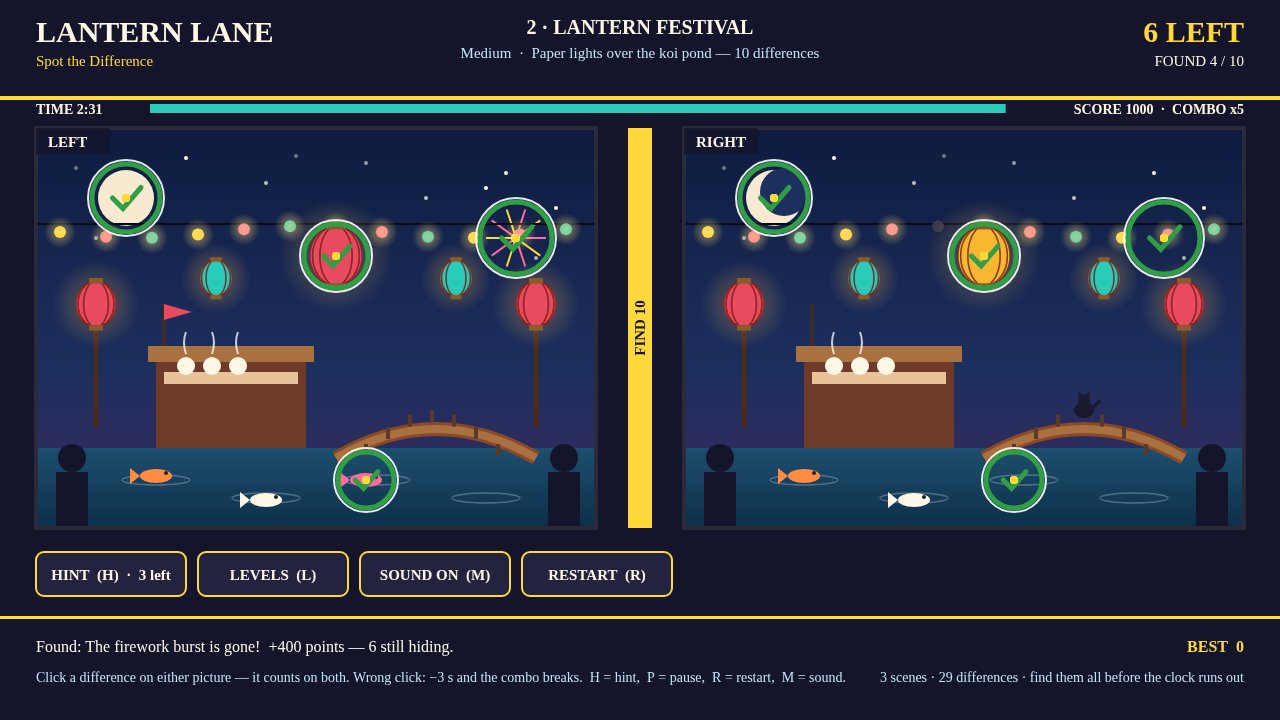 LANTERN LANE
Spot the Difference
2 · LANTERN FESTIVAL
Medium · Paper lights over the koi pond — 10 differences
6 LEFT
FOUND 4 / 10
TIME 2:31
SCORE 1000 · COMBO x5
LEFT
FIND 10
RIGHT
HINT (H) · 3 left
LEVELS (L)
SOUND ON (M)
RESTART (R)
Found: The firework burst is gone! +400 points — 6 still hiding.
BEST 0
Click a difference on either picture — it counts on both. Wrong click: −3 s and the combo breaks. H = hint, P = pause, R = restart, M = sound.
3 scenes · 29 differences · find them all before the clock runs out